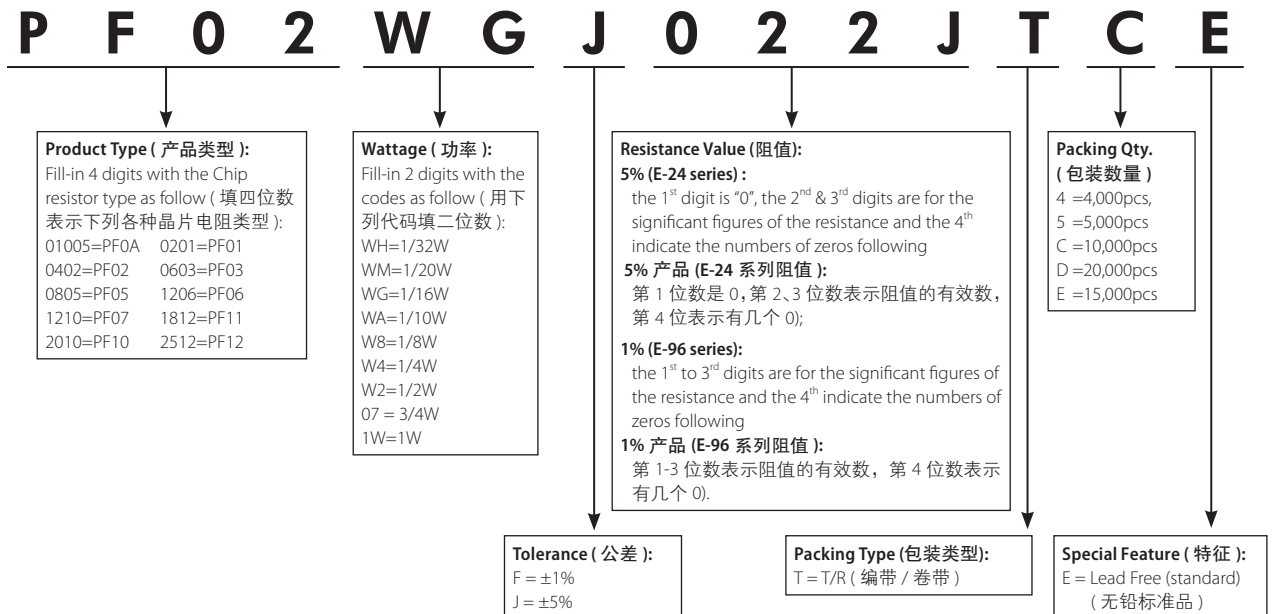 P F 0 2 W G J 0 2 2 J T C E
Product Type ( 产品类型 ):
Fill-in 4 digits with the Chip
resistor type as follow ( 填四位数
表示下列各种晶片电阻类型 ):
01005=PF0A 0201=PF01
0402=PF02 0603=PF03
0805=PF05 1206=PF06
1210=PF07 1812=PF11
2010=PF10 2512=PF12
Wattage ( 功率 ):
Fill-in 2 digits with the
codes as follow ( 用下
列代码填二位数 ):
WH=1/32W
WM=1/20W
WG=1/16W
WA=1/10W
W8=1/8W
W4=1/4W
W2=1/2W
07 = 3/4W
1W=1W
Resistance Value (阻值):
5% (E-24 series) :
the 1st digit is "0", the 2nd & 3rd digits are for the
significant figures of the resistance and the 4th
indicate the numbers of zeros following
5% 产品 (E-24 系列阻值 ):
第 1 位数是 0，第 2、3 位数表示阻值的有效数，
第 4 位表示有几个 0);
1% (E-96 series):
the 1st to 3rd digits are for the significant figures of
the resistance and the 4th indicate the numbers of
zeros following
1% 产品 (E-96 系列阻值 ):
第 1-3 位数表示阻值的有效数，第 4 位数表示
有几个 0).
Packing Qty.
( 包装数量 )
4 =4,000pcs,
5 =5,000pcs
C =10,000pcs
D =20,000pcs
E =15,000pcs
Tolerance ( 公差 ):
F = ±1%
J = ±5%
Packing Type (包装类型):
T = T/R ( 编带 / 卷带 )
Special Feature ( 特征 ):
E = Lead Free (standard)
( 无铅标准品 )